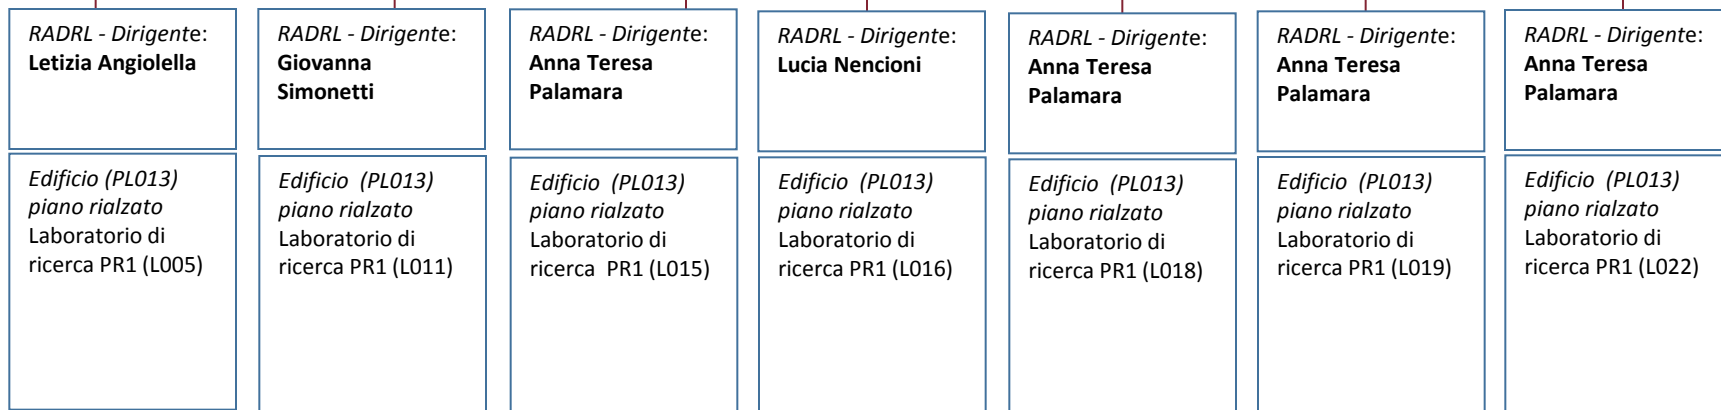 RADRL - Dirigente:
Letizia Angiolella
Edificio (PL013)
piano rialzato
Laboratorio di
ricerca PR1 (L005)
RADRL - Dirigente:
Giovanna
Simonetti
Edificio (PL013)
piano rialzato
Laboratorio di
ricerca PR1 (L011)
RADRL - Dirigente:
Anna Teresa
Palamara
Edificio (PL013)
piano rialzato
Laboratorio di
ricerca PR1 (L015)
RADRL - Dirigente:
Lucia Nencioni
Edificio (PL013)
piano rialzato
Laboratorio di
ricerca PR1 (L016)
RADRL - Dirigente:
Anna Teresa
Palamara
Edificio (PL013)
piano rialzato
Laboratorio di
ricerca PR1 (L018)
RADRL - Dirigente:
Anna Teresa
Palamara
Edificio (PL013)
piano rialzato
Laboratorio di
ricerca PR1 (L019)
RADRL - Dirigente:
Anna Teresa
Palamara
Edificio (PL013)
piano rialzato
Laboratorio di
ricerca PR1 (L022)